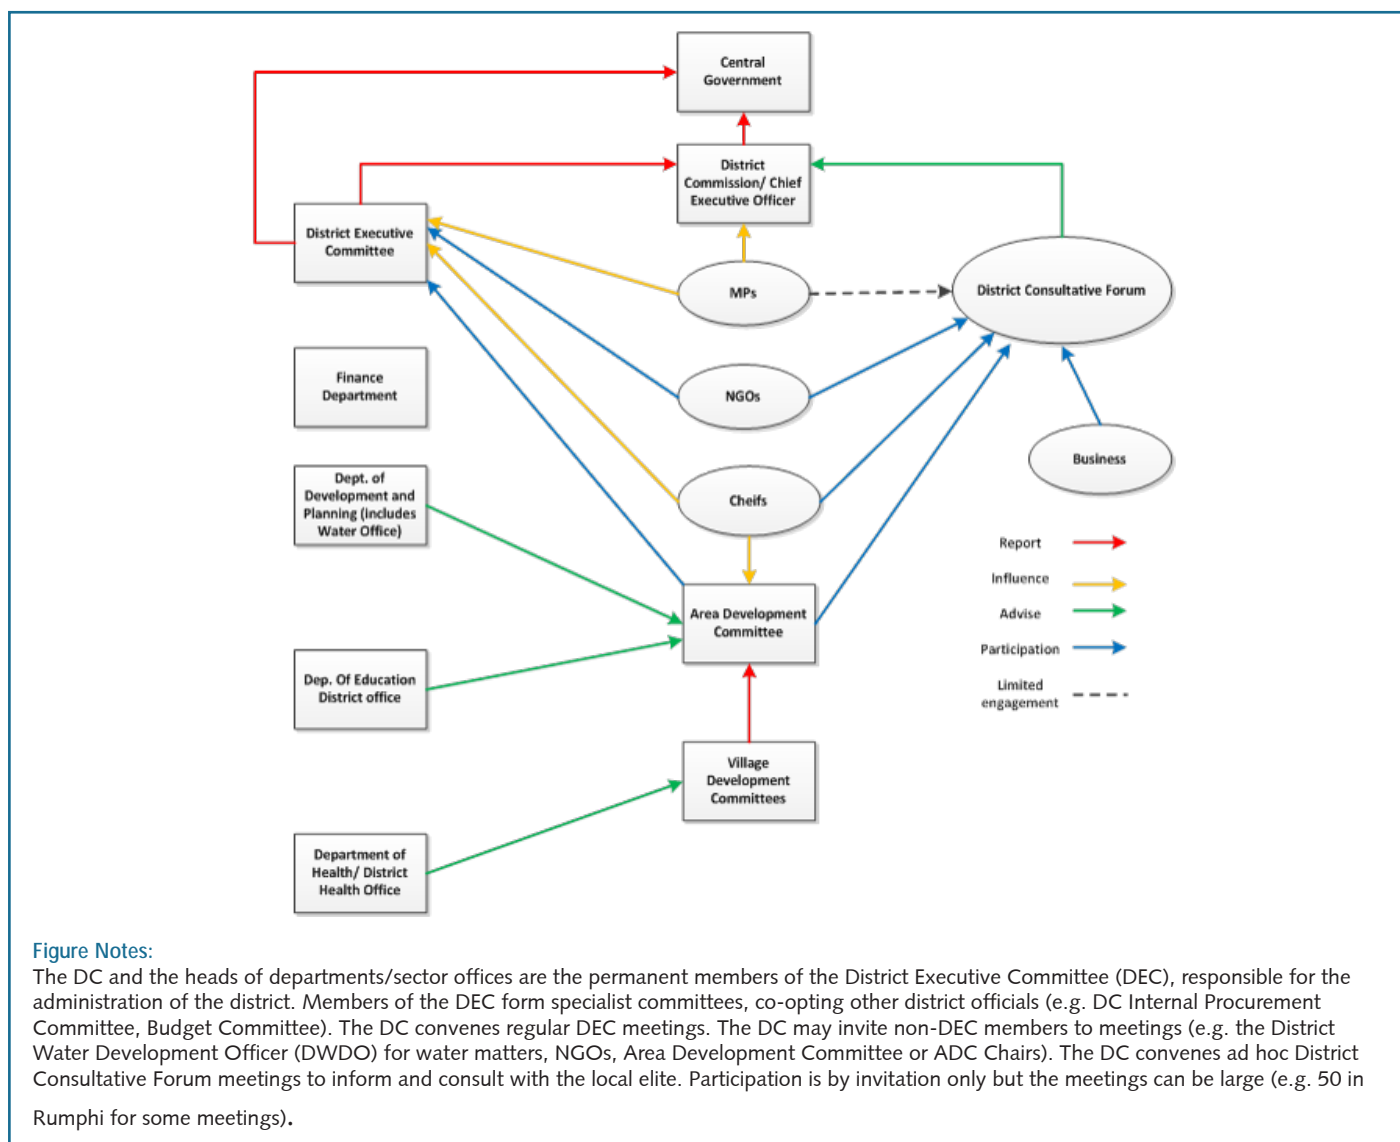 Central
Government
District
Commission/ Chief
Executive Officer
District Executive
Committee
MPs
District Consultative Forum
Finance
Department
NGOs
Business
Dept. of
Development and
Planning (includes
Water Office)
Cheifs
Report
Influence
Advise
Participation
Limited
engagement
Area Development
Committee
Dep. Of Education
District office
Village
Development
Committees
Department of
Health/ District
Health Office
Figure Notes:
The DC and the heads of departments/sector offices are the permanent members of the District Executive Committee (DEC), responsible for the
administration of the district. Members of the DEC form specialist committees, co-opting other district officials (e.g. DC Internal Procurement
Committee, Budget Committee). The DC convenes regular DEC meetings. The DC may invite non-DEC members to meetings (e.g. the District
Water Development Officer (DWDO) for water matters, NGOs, Area Development Committee or ADC Chairs). The DC convenes ad hoc District
Consultative Forum meetings to inform and consult with the local elite. Participation is by invitation only but the meetings can be large (e.g. 50 in
Rumphi for some meetings).